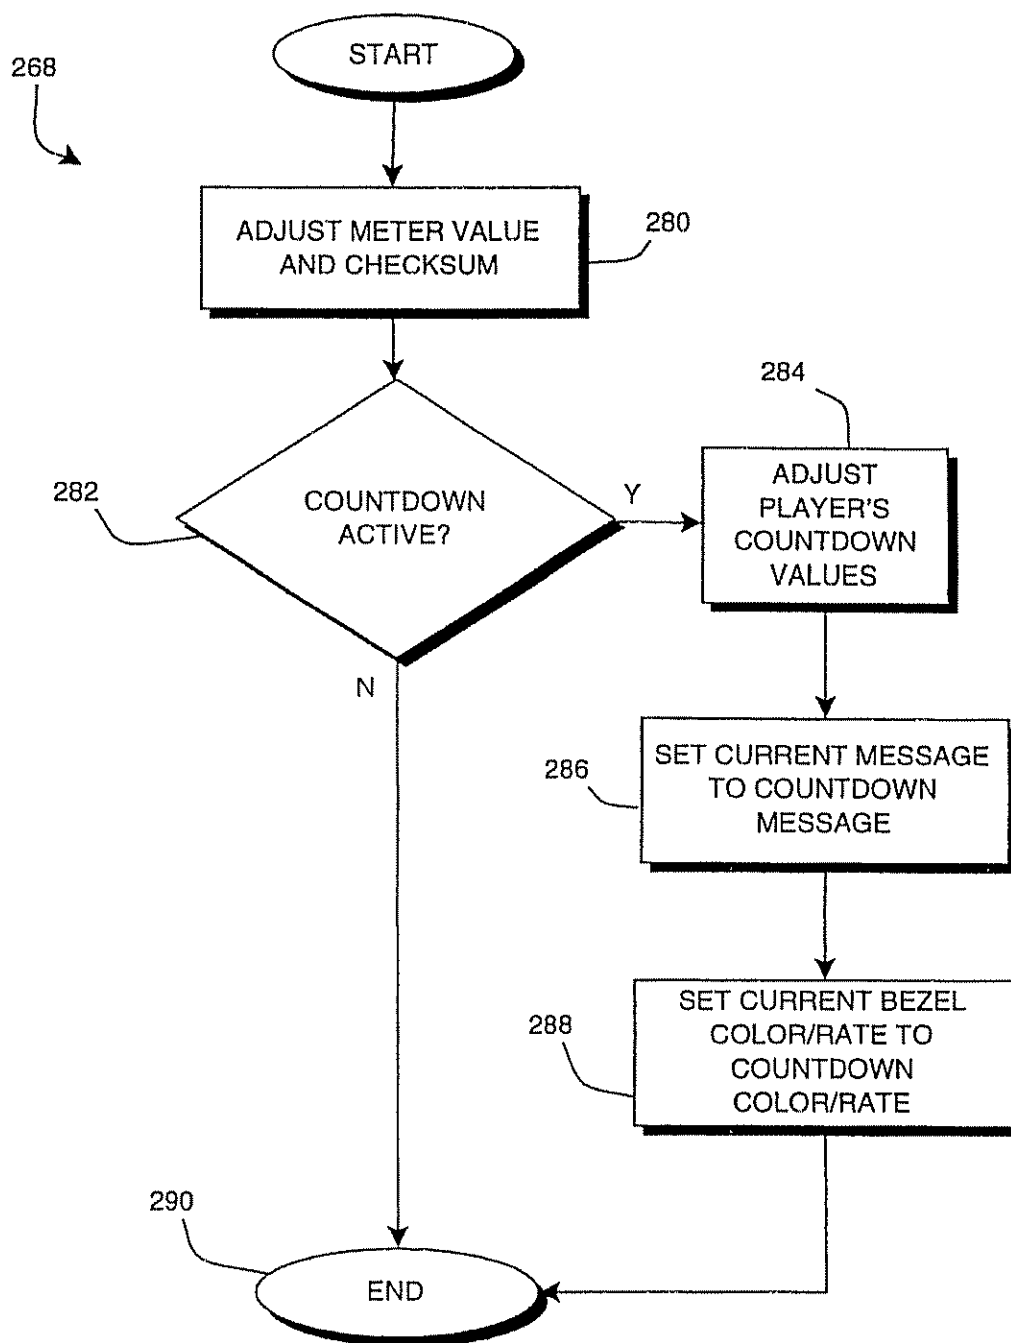 START
268
ADJUST METER VALUE
AND CHECKSUM
280
284
282
COUNTDOWN
ACTIVE?
Y
ADJUST
PLAYER'S
COUNTDOWN
VALUES
N
286
SET CURRENT MESSAGE
TO COUNTDOWN
MESSAGE
288
SET CURRENT BEZEL
COLOR/RATE TO
COUNTDOWN
COLOR/RATE
290
END